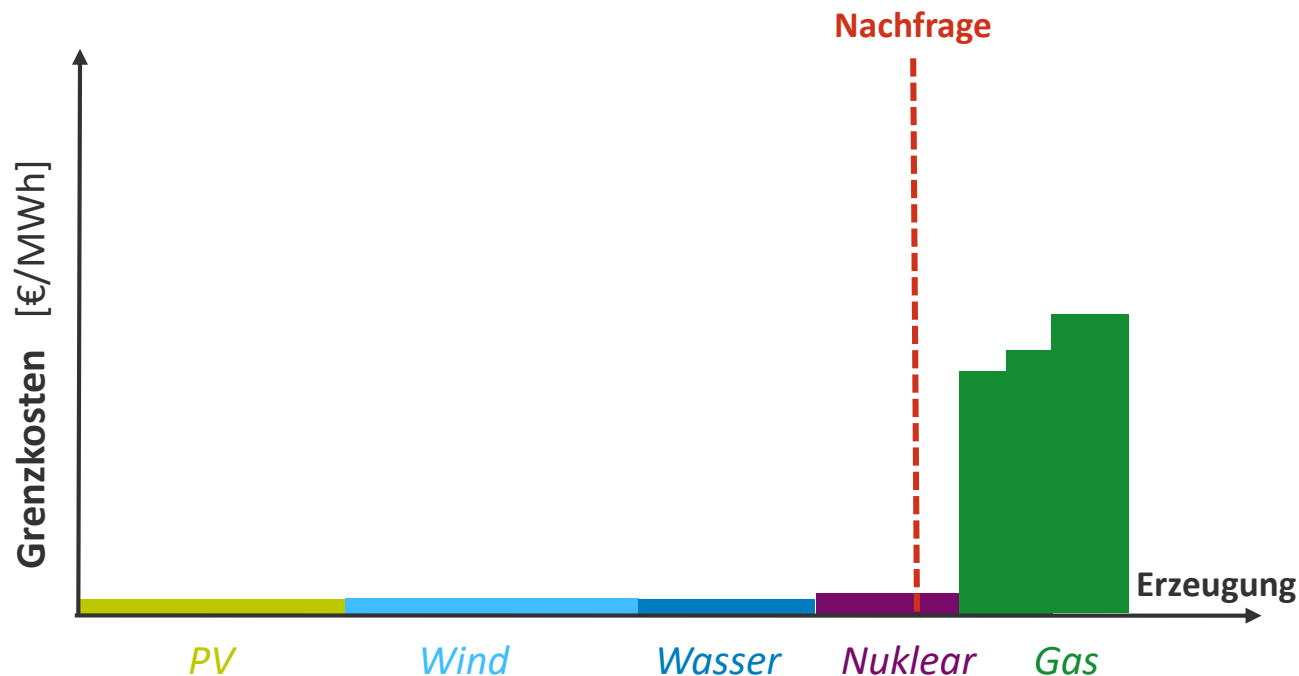 Nachfrage
Grenzkosten [€/MWh]
Erzeugung
PV
Wind
Wasser
Nuklear
Gas